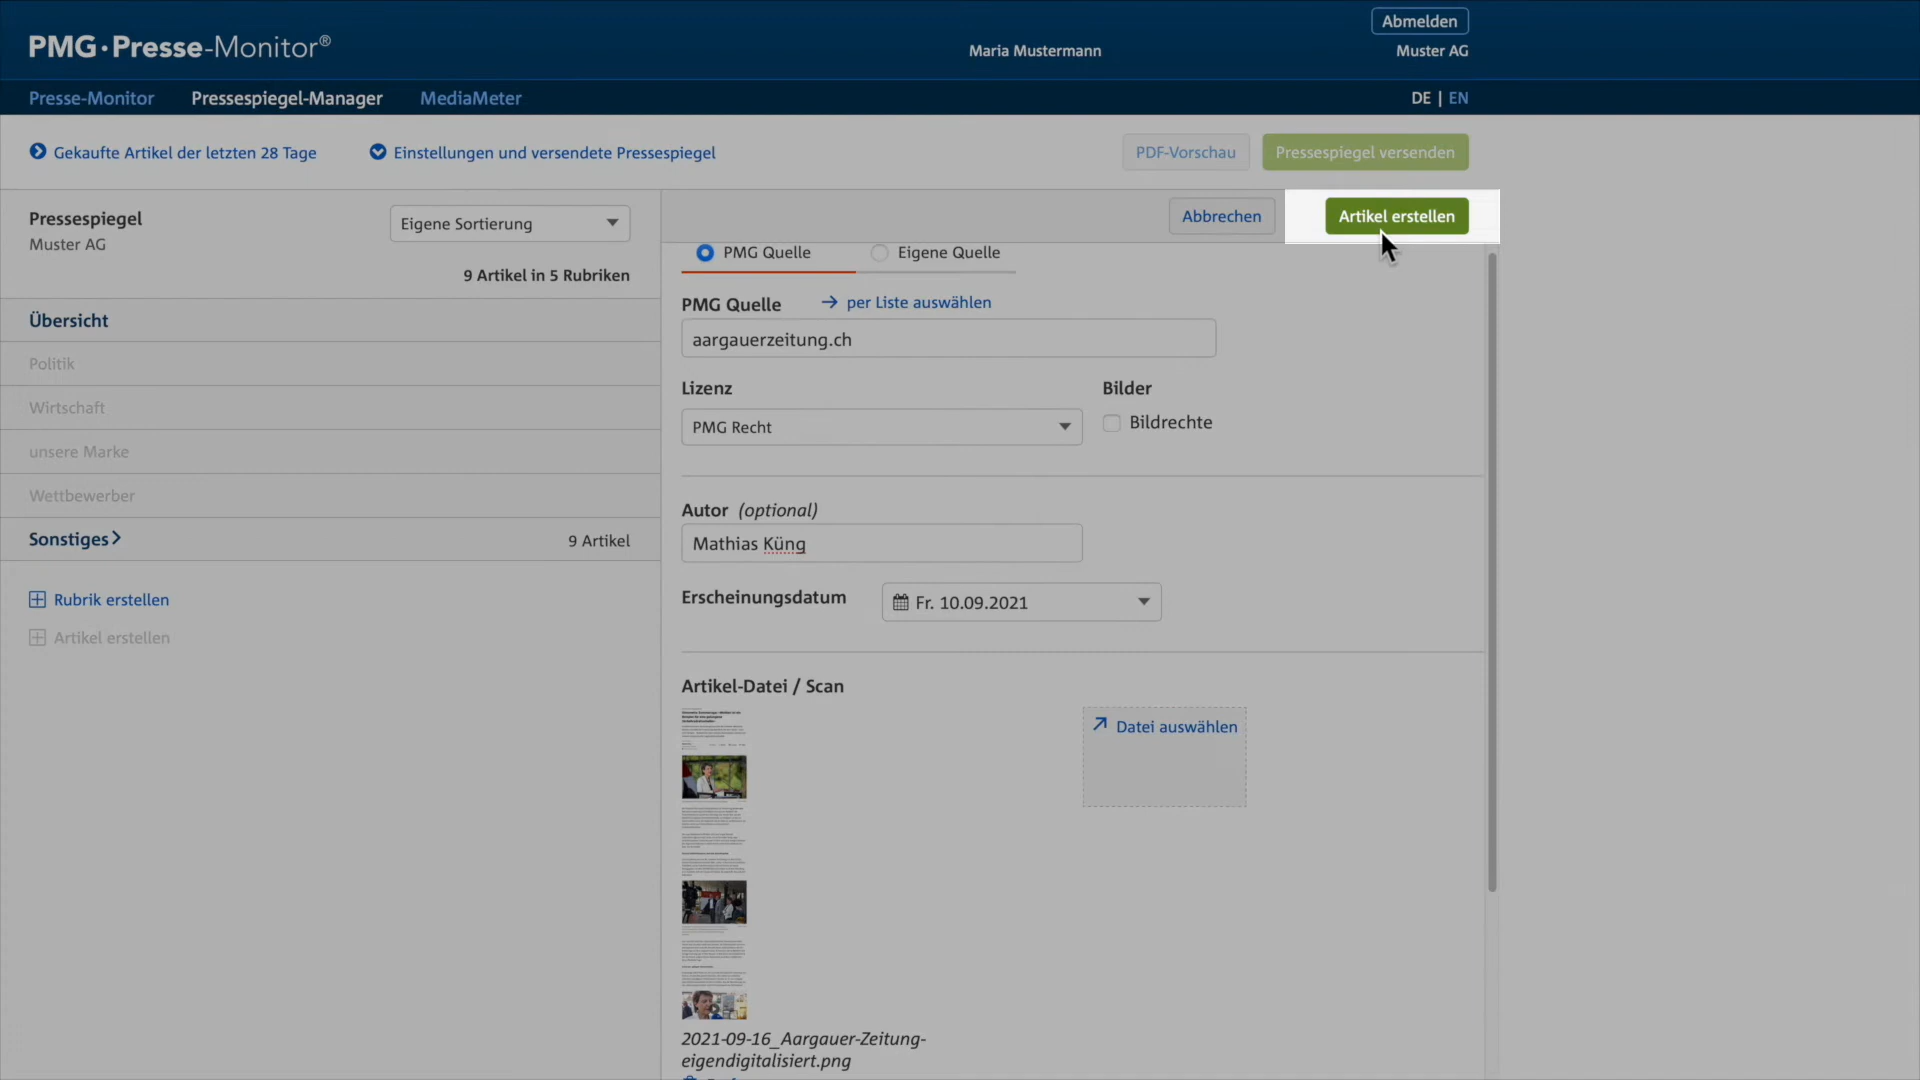 Abmelden
PMG·Presse-Monitor®
Maria Mustermann
Muster AG
Presse-Monitor
Pressespiegel-Manager
MediaMeter
DE | EN
Gekaufte Artikel der letzten 28 Tage
Einstellungen und versendete Pressespiegel
PDF-Vorschau
Pressespiegel versenden
Pressespiegel
Muster AG
Eigene Sortierung
9 Artikel in 5 Rubriken
Übersicht
Politik
Wirtschaft
unsere Marke
Wettbewerber
Sonstiges
9 Artikel
Rubrik erstellen
Artikel erstellen
Abbrechen
Artikel erstellen
PMG Quelle
Eigene Quelle
PMG Quelle
per Liste auswählen
aargauerzeitung.ch
Lizenz
Bilder
PMG Recht
Bildrechte
Autor (optional)
Mathias Küng
Erscheinungsdatum
Fr. 10.09.2021
Artikel-Datei / Scan
Datei auswählen
2021-09-16_Aargauer-Zeitung-
eigendigitalisiert.png